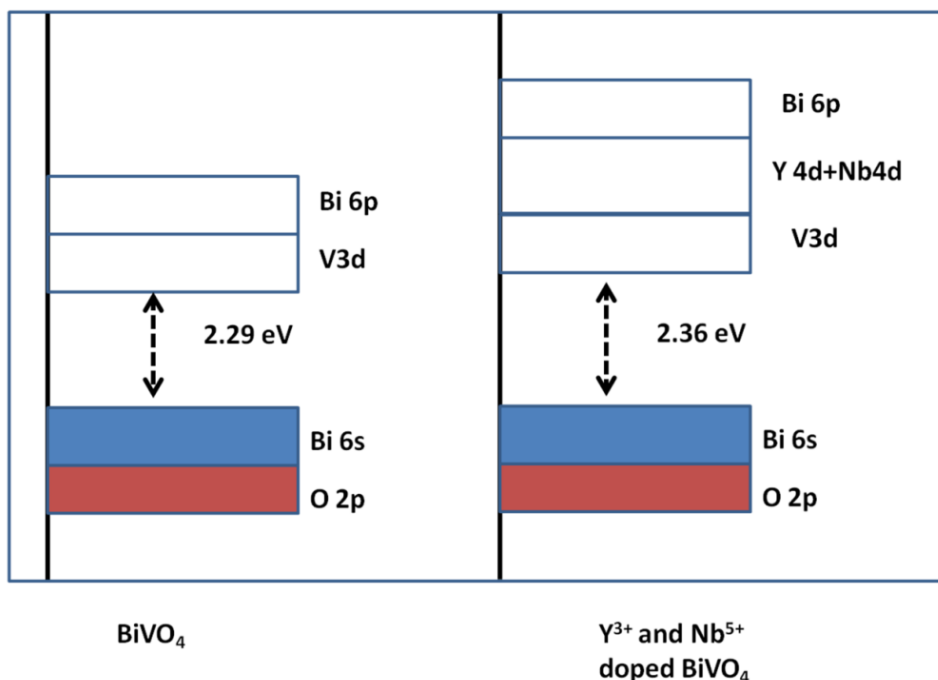 Bi 6p
V3d
2.29 eV
Bi 6s
O 2p
BiVO₄
Bi 6p
Y 4d+Nb4d
V3d
2.36 eV
Bi 6s
O 2p
Y³⁺ and Nb⁵⁺
doped BiVO₄